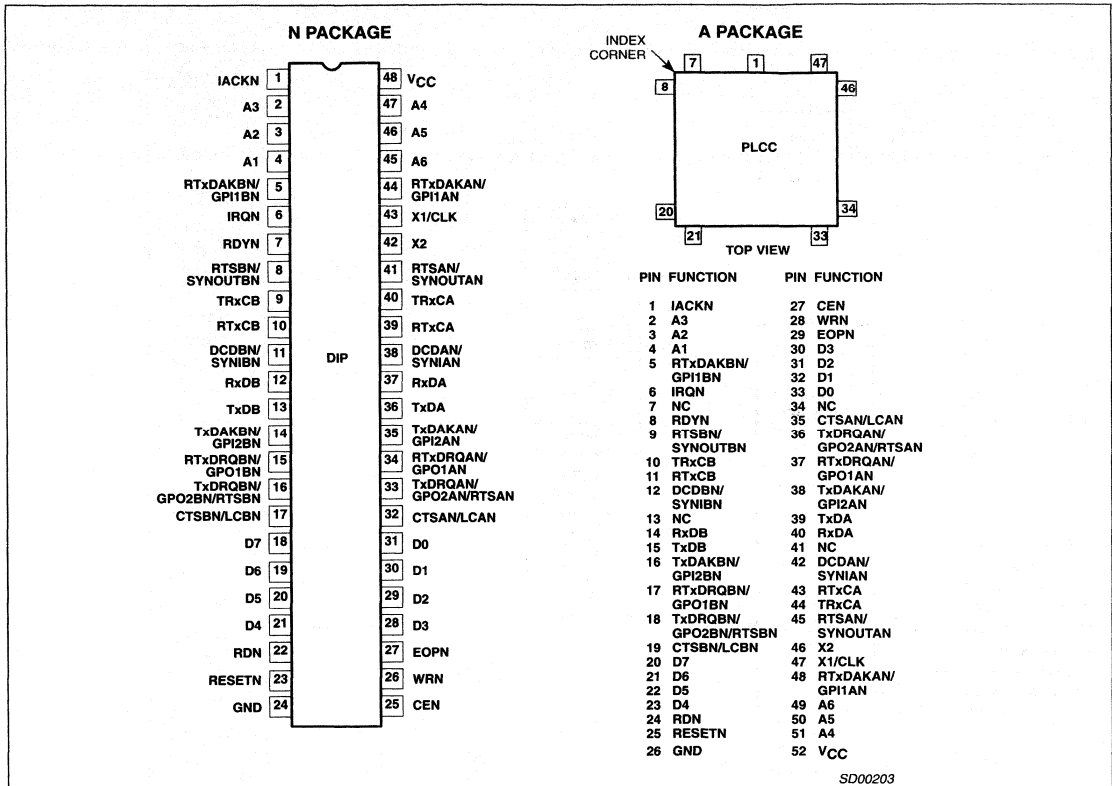 N PACKAGE
IACKN 1
A3 2
A2 3
A1 4
RTxDAKBN/
GPI1BN 5
IRQN 6
RDYN 7
RTSBN/
SYNOUTBN 8
TRxCB 9
RTxCB 10
DCDBN/
SYNIBN 11
RxDB 12
TxDB 13
TxDAKBN/
GPI2BN 14
RTxDRQBN/
GPO1BN 15
TxDRQBN/
GPO2BN/RTSBN 16
CTSBN/LCBN 17
D7 18
D6 19
D5 20
D4 21
RDN 22
RESETN 23
GND 24
DIP
48 VCC
47 A4
46 A5
45 A6
44 RTxDAKAN/
GPI1AN
43 X1/CLK
42 X2
41 RTSAN/
SYNOUTAN
40 TRxCA
39 RTxCA
38 DCDAN/
SYNIAN
37 RxDA
36 TxDA
35 TxDAKAN/
GPI2AN
34 RTxDRQAN/
GPO1AN
33 TxDRQAN/
GPO2AN/RTSAN
32 CTSAN/LCAN
31 D0
30 D1
29 D2
28 D3
27 EOPN
26 WRN
25 CEN
A PACKAGE
INDEX
CORNER
7 1 47
8 46
PLCC
20 34
21 33
TOP VIEW
PIN FUNCTION
1 IACKN
2 A3
3 A2
4 A1
5 RTxDAKBN/
GPI1BN
6 IRQN
7 NC
8 RDYN
9 RTSBN/
SYNOUTBN
10 TRxCB
11 RTxCB
12 DCDBN/
SYNIBN
13 NC
14 RxDB
15 TxDB
16 TxDAKBN/
GPI2BN
17 RTxDRQBN/
GPO1BN
18 TxDRQBN/
GPO2BN/RTSBN
19 CTSBN/LCBN
20 D7
21 D6
22 D5
23 D4
24 RDN
25 RESETN
26 GND
PIN FUNCTION
27 CEN
28 WRN
29 EOPN
30 D3
31 D2
32 D1
33 D0
34 NC
35 CTSAN/LCAN
36 TxDRQAN/
GPO2AN/RTSAN
37 RTxDRQAN/
GPO1AN
38 TxDAKAN/
GPI2AN
39 TxDA
40 RxDA
41 NC
42 DCDAN/
SYNIAN
43 RTxCA
44 TRxCA
45 RTSAN/
SYNOUTAN
46 X2
47 X1/CLK
48 RTxDAKAN/
GPI1AN
49 A6
50 A5
51 A4
52 VCC
SD00203